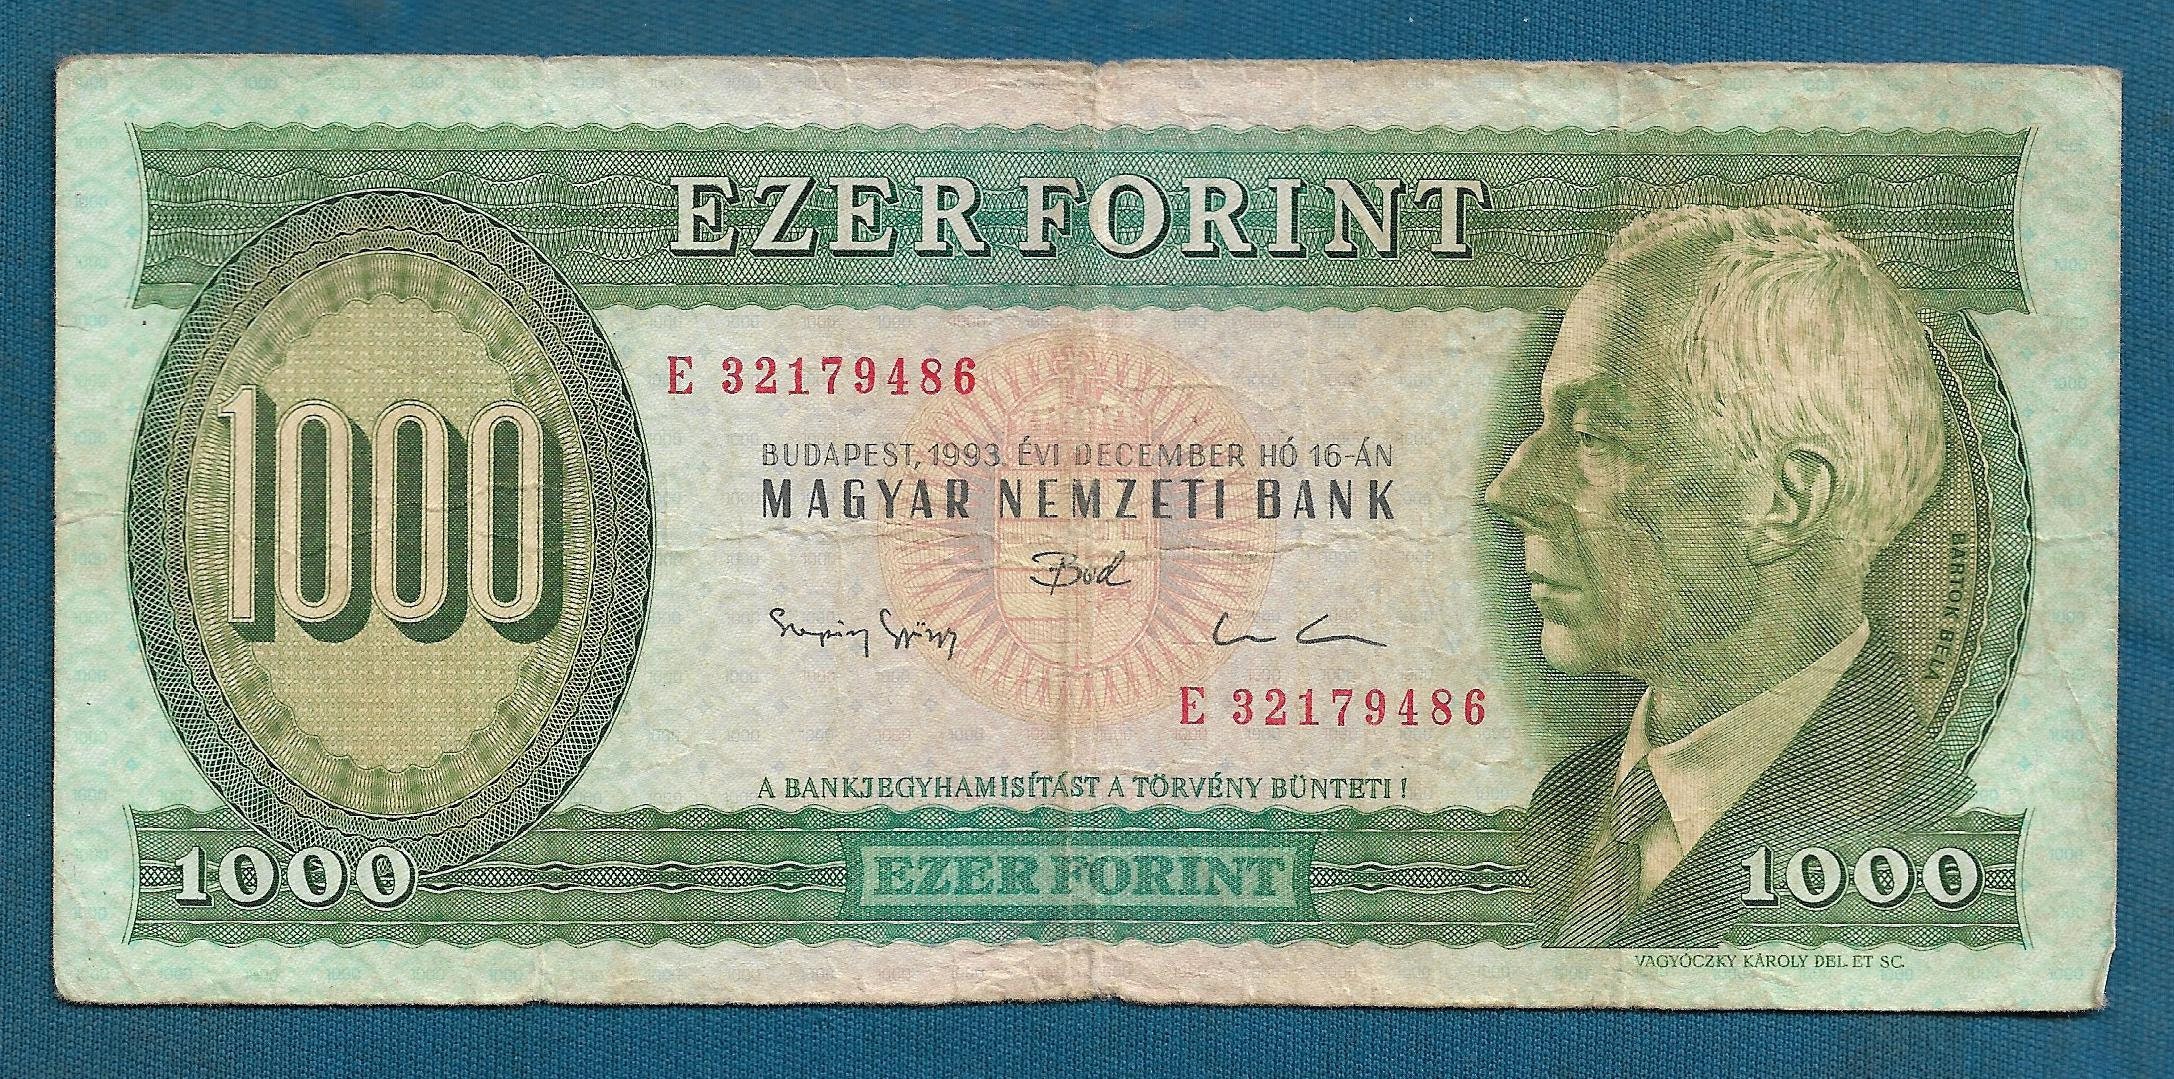 EZER FORINT
1000
E 32179486
BUDAPEST, 1993. ÉVI DECEMBER HÓ 16-ÁN
MAGYAR NEMZETI BANK
Bod
BARTÓK BÉLA
E 32179486
A BANKJEGYHAMISÍTÁST A TÖRVÉNY BÜNTETI!
1000
EZER FORINT
1000
VAGYÓCZKY KÁROLY DEL. ET SC.